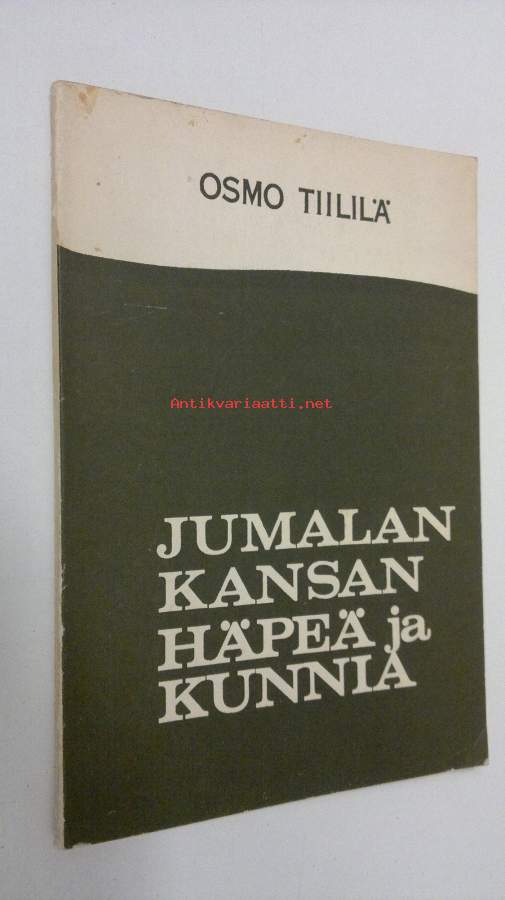 OSMO TIILILÄ
Antikvariaatti.net
JUMALAN
KANSAN
HÄPEÄ ja
KUNNIA